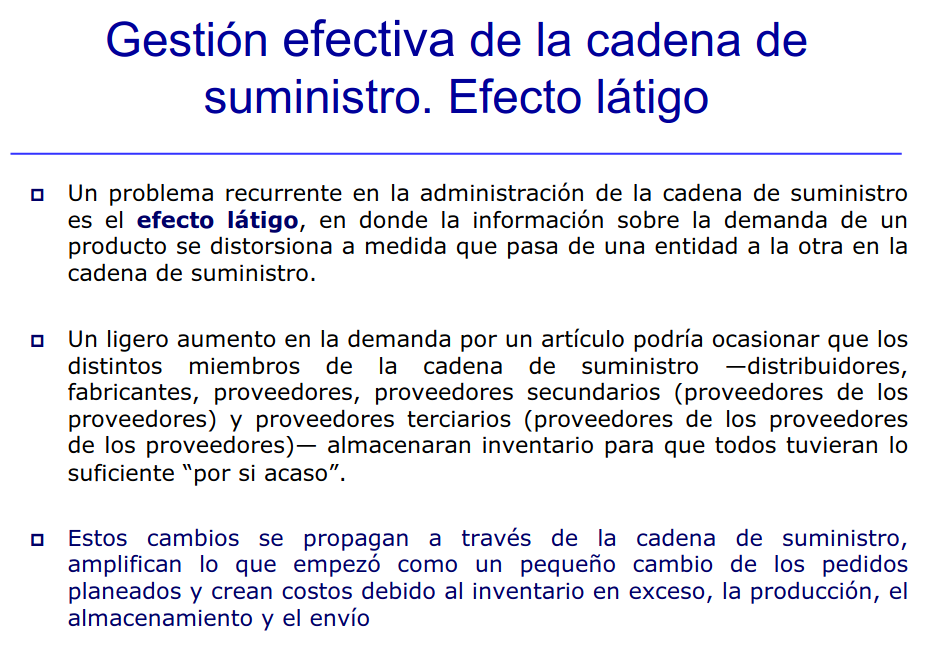 Gestión efectiva de la cadena de
suministro. Efecto látigo
Un problema recurrente en la administración de la cadena de suministro
es el efecto látigo, en donde la información sobre la demanda de un
producto se distorsiona a medida que pasa de una entidad a la otra en la
cadena de suministro.
Un ligero aumento en la demanda por un artículo podría ocasionar que los
distintos miembros de la cadena de suministro —distribuidores,
fabricantes, proveedores, proveedores secundarios (proveedores de los
proveedores) y proveedores terciarios (proveedores de los proveedores
de los proveedores)— almacenaran inventario para que todos tuvieran lo
suficiente “por si acaso”.
Estos cambios se propagan a través de la cadena de suministro,
amplifican lo que empezó como un pequeño cambio de los pedidos
planeados y crean costos debido al inventario en exceso, la producción, el
almacenamiento y el envío